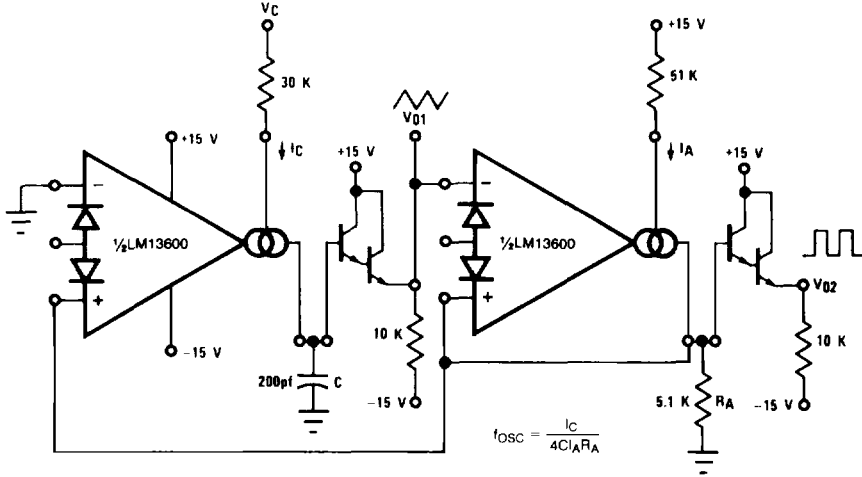 VC
30 K
+15 V
IC
+15 V
VO1
+15 V
51 K
IA
+15 V
−
½LM13600
+
−15 V
−
½LM13600
+
VO2
200pf
C
10 K
−15 V
5.1 K
RA
10 K
−15 V
fOSC = IC / 4CIARA